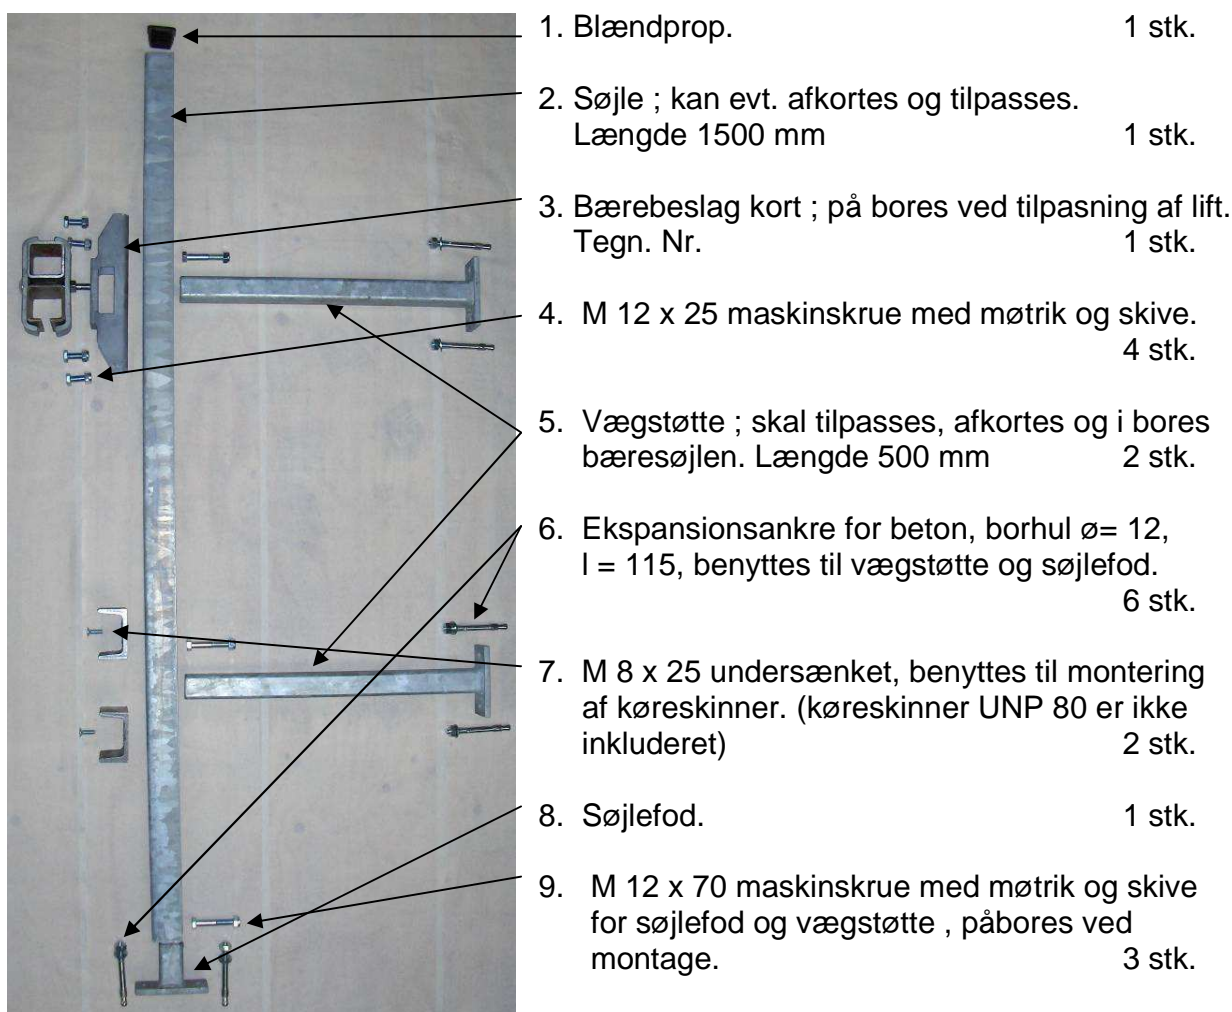 1. Blændprop. 1 stk.
2. Søjle ; kan evt. afkortes og tilpasses.
Længde 1500 mm 1 stk.
3. Bærebeslag kort ; på bores ved tilpasning af lift.
Tegn. Nr. 1 stk.
4. M 12 x 25 maskinskrue med møtrik og skive.
4 stk.
5. Vægstøtte ; skal tilpasses, afkortes og i bores
bæresøjlen. Længde 500 mm 2 stk.
6. Ekspansionsankre for beton, borhul ø= 12,
l = 115, benyttes til vægstøtte og søjlefod.
6 stk.
7. M 8 x 25 undersænket, benyttes til montering
af køreskinner. (køreskinner UNP 80 er ikke
inkluderet) 2 stk.
8. Søjlefod. 1 stk.
9. M 12 x 70 maskinskrue med møtrik og skive
for søjlefod og vægstøtte , påbores ved
montage. 3 stk.